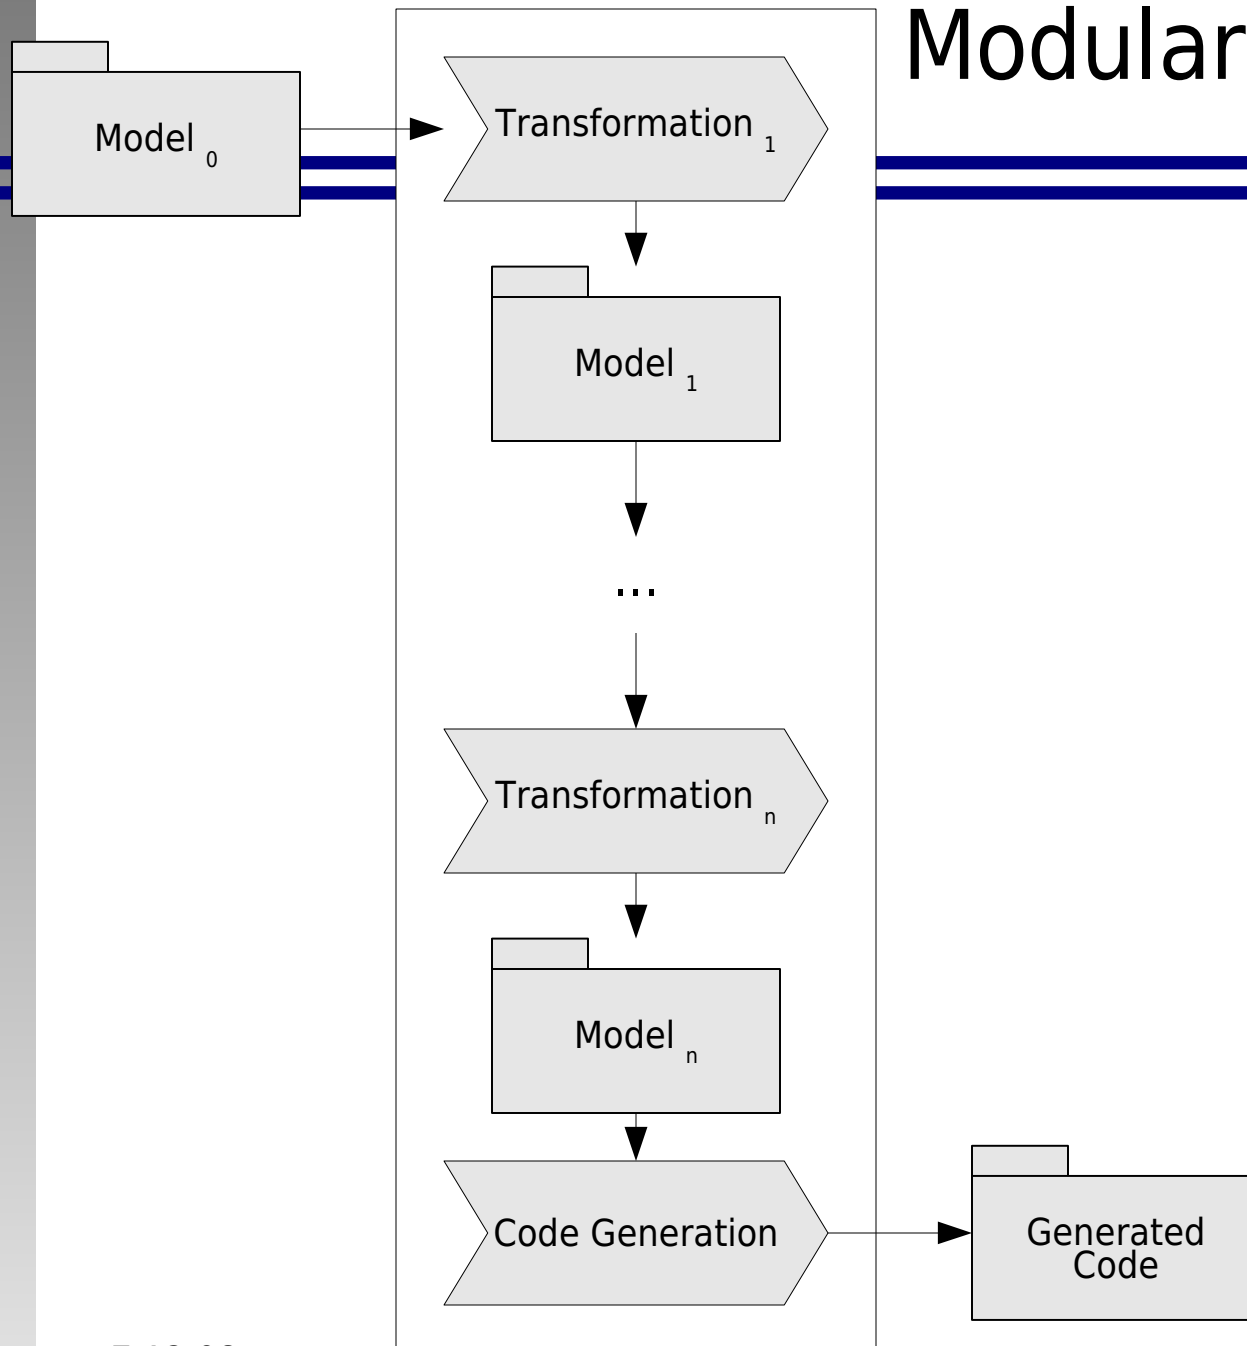 Modular
Model 0
Transformation 1
Model 1
...
Transformation n
Model n
Code Generation
Generated
Code